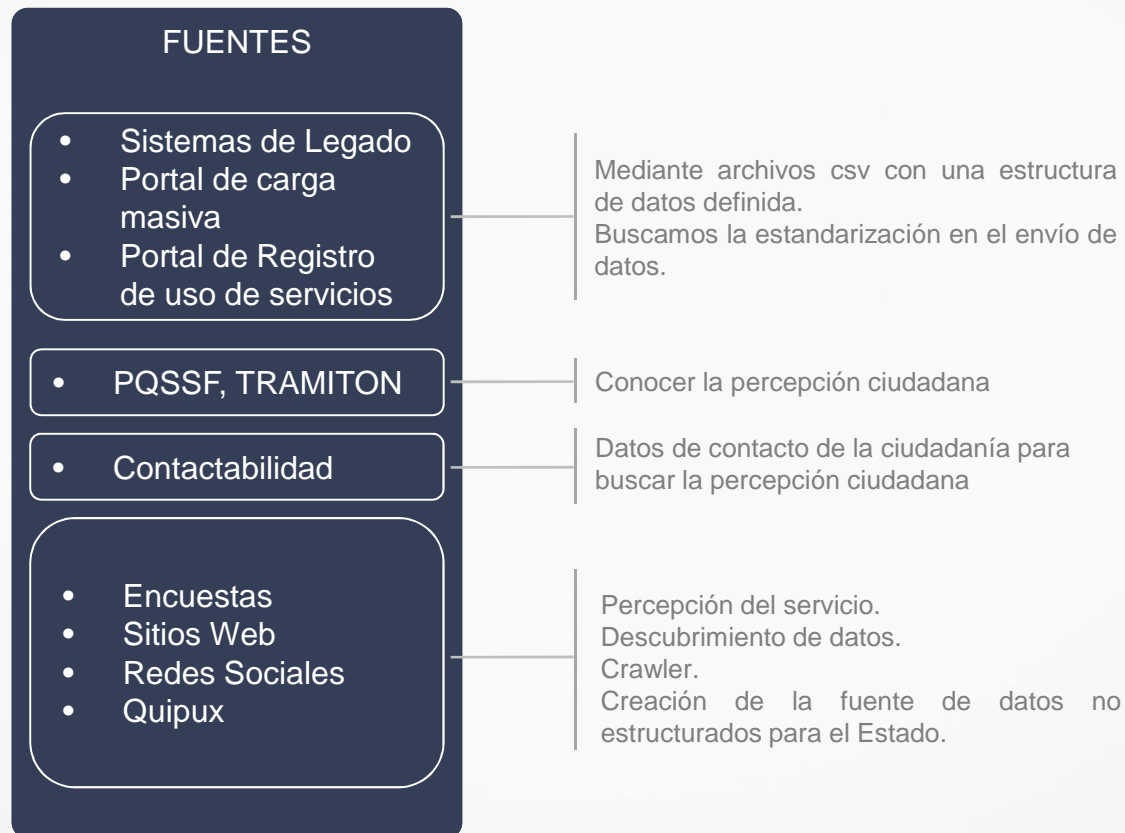 FUENTES
• Sistemas de Legado
• Portal de carga
masiva
• Portal de Registro
de uso de servicios
Mediante archivos csv con una estructura
de datos definida.
Buscamos la estandarización en el envío de
datos.
• PQSSF, TRAMITON
Conocer la percepción ciudadana
• Contactabilidad
Datos de contacto de la ciudadanía para
buscar la percepción ciudadana
• Encuestas
• Sitios Web
• Redes Sociales
• Quipux
Percepción del servicio.
Descubrimiento de datos.
Crawler.
Creación de la fuente de datos no
estructurados para el Estado.